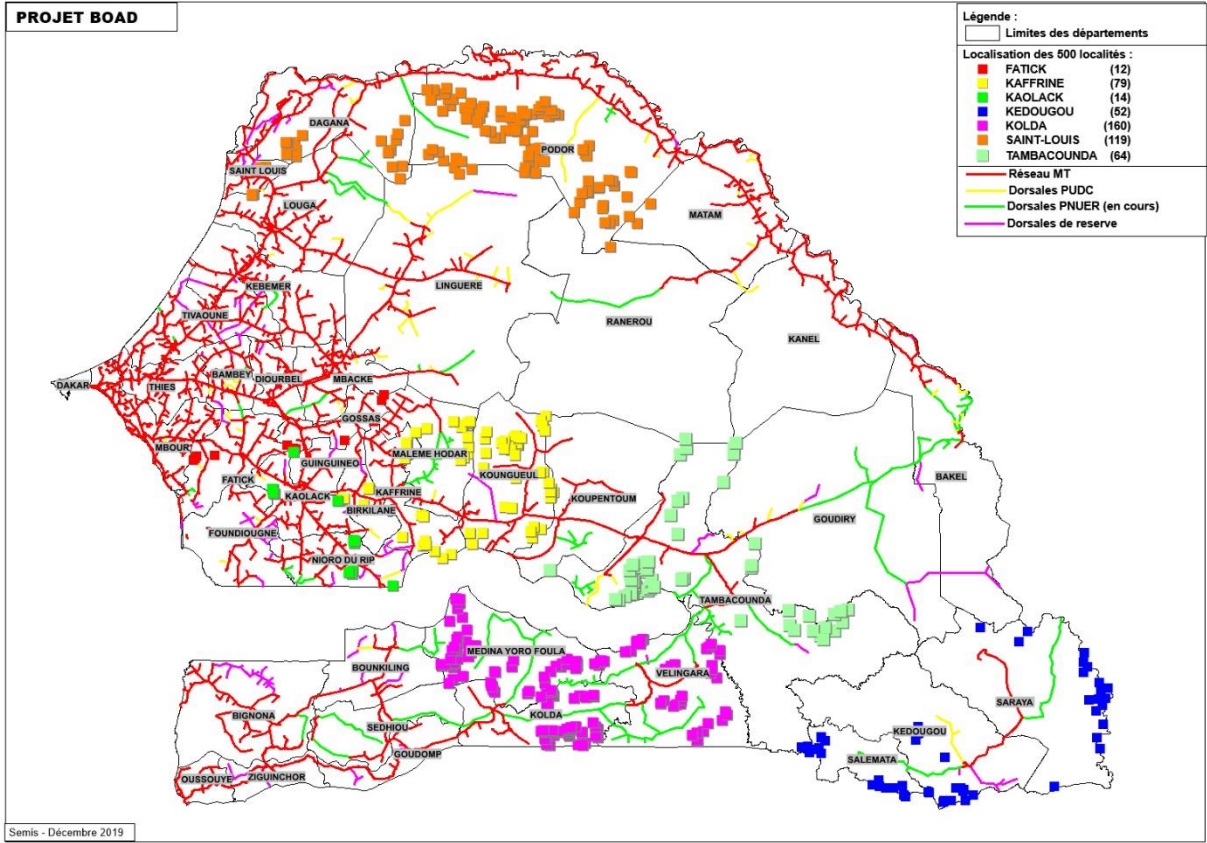 PROJET BOAD
Légende :
Limites des départements
Localisation des 500 localités :
FATICK (12)
KAFFRINE (79)
KAOLACK (14)
KEDOUGOU (52)
KOLDA (160)
SAINT-LOUIS (119)
TAMBACOUNDA (64)
Réseau MT
Dorsales PUDC
Dorsales PNUER (en cours)
Dorsales de reserve
DAGANA
PODOR
SAINT LOUIS
LOUGA
MATAM
KEBEMER
LINGUERE
TIVAOUNE
RANEROU
KANEL
DAKAR
THIES
BAMBEY
DIOURBEL
MBACKE
GOSSAS
MBOUR
GUINGUINEO
MALEME HODAR
KOUNGUEUL
BAKEL
FATICK
KAOLACK
KAFFRINE
KOUPENTOUM
BIRKILANE
GOUDIRY
FOUNDIOUGNE
NIORO DU RIP
TAMBACOUNDA
MEDINA YORO FOULA
BOUNKILING
VELINGARA
SARAYA
BIGNONA
SEDHIOU
KOLDA
KEDOUGOU
GOUDOMP
SALEMATA
OUSSOUYE
ZIGUINCHOR
Semis - Décembre 2019